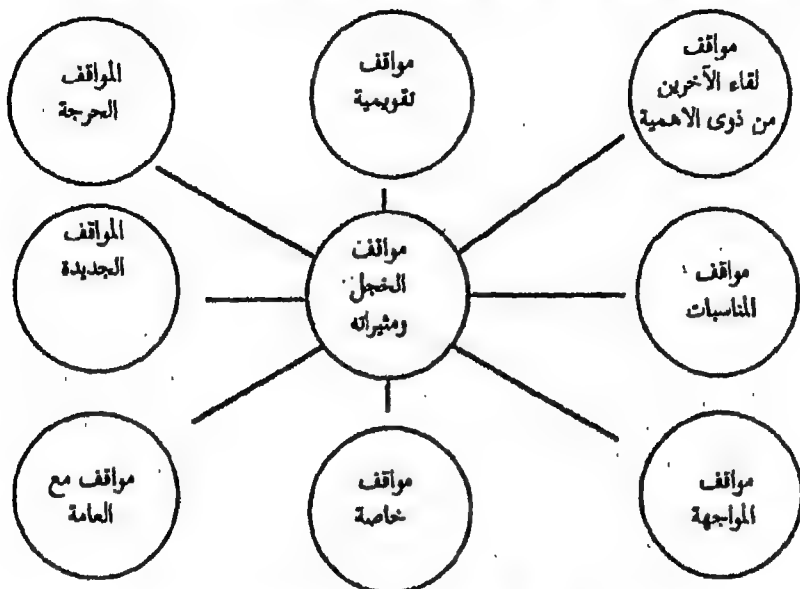 مواقف
لقاء الآخرين
من ذوى الاهمية
مواقف
تقويمية
المواقف
الحرجة
مواقف
المناسبات
مواقف
الخجل
ومثيراته
المواقف
الجديدة
مواقف
المواجهة
مواقف
خاصة
مواقف مع
العامة